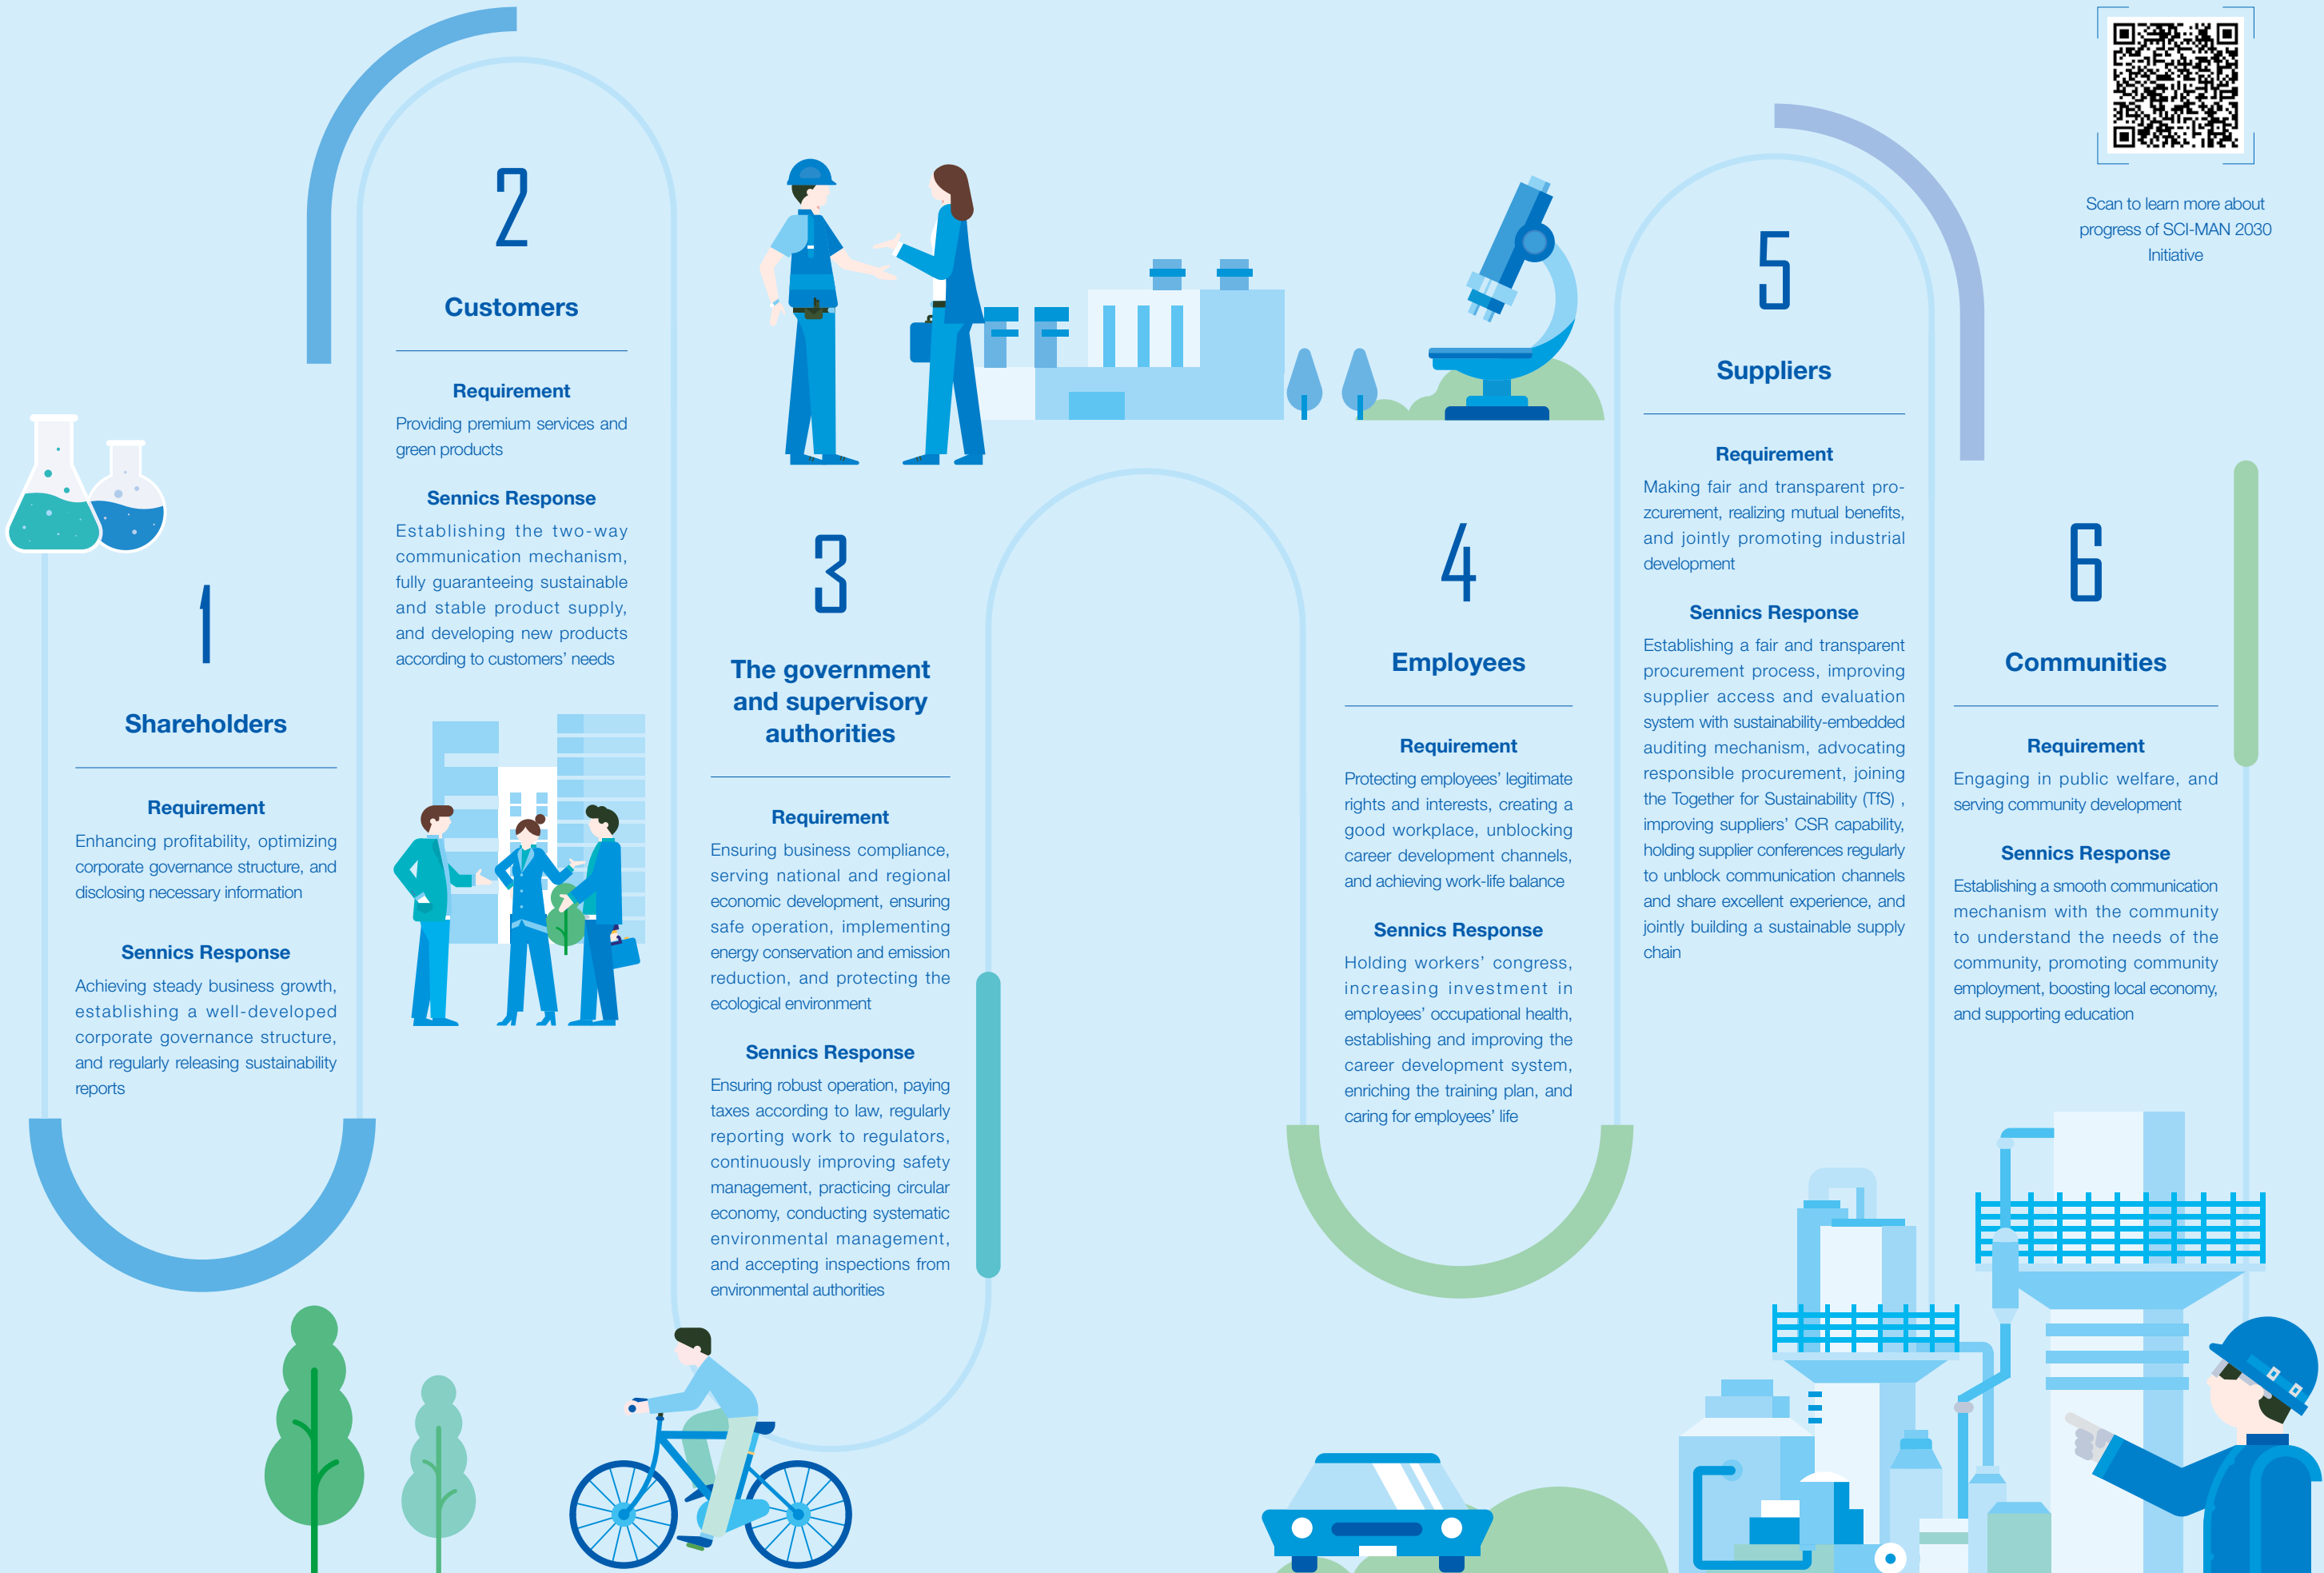 1
Shareholders
Requirement
Enhancing profitability, optimizing
corporate governance structure, and
disclosing necessary information
Sennics Response
Achieving steady business growth,
establishing a well-developed
corporate governance structure,
and regularly releasing sustainability
reports
2
Customers
Requirement
Providing premium services and
green products
Sennics Response
Establishing the two-way
communication mechanism,
fully guaranteeing sustainable
and stable product supply,
and developing new products
according to customers' needs
3
The government
and supervisory
authorities
Requirement
Ensuring business compliance,
serving national and regional
economic development, ensuring
safe operation, implementing
energy conservation and emission
reduction, and protecting the
ecological environment
Sennics Response
Ensuring robust operation, paying
taxes according to law, regularly
reporting work to regulators,
continuously improving safety
management, practicing circular
economy, conducting systematic
environmental management,
and accepting inspections from
environmental authorities
4
Employees
Requirement
Protecting employees' legitimate
rights and interests, creating a
good workplace, unblocking
career development channels,
and achieving work-life balance
Sennics Response
Holding workers' congress,
increasing investment in
employees' occupational health,
establishing and improving the
career development system,
enriching the training plan, and
caring for employees' life
5
Suppliers
Requirement
Making fair and transparent pro-
zcurement, realizing mutual benefits,
and jointly promoting industrial
development
Sennics Response
Establishing a fair and transparent
procurement process, improving
supplier access and evaluation
system with sustainability-embedded
auditing mechanism, advocating
responsible procurement, joining
the Together for Sustainability (TfS) ,
improving suppliers' CSR capability,
holding supplier conferences regularly
to unblock communication channels
and share excellent experience, and
jointly building a sustainable supply
chain
6
Communities
Requirement
Engaging in public welfare, and
serving community development
Sennics Response
Establishing a smooth communication
mechanism with the community
to understand the needs of the
community, promoting community
employment, boosting local economy,
and supporting education
Scan to learn more about
progress of SCI-MAN 2030
Initiative